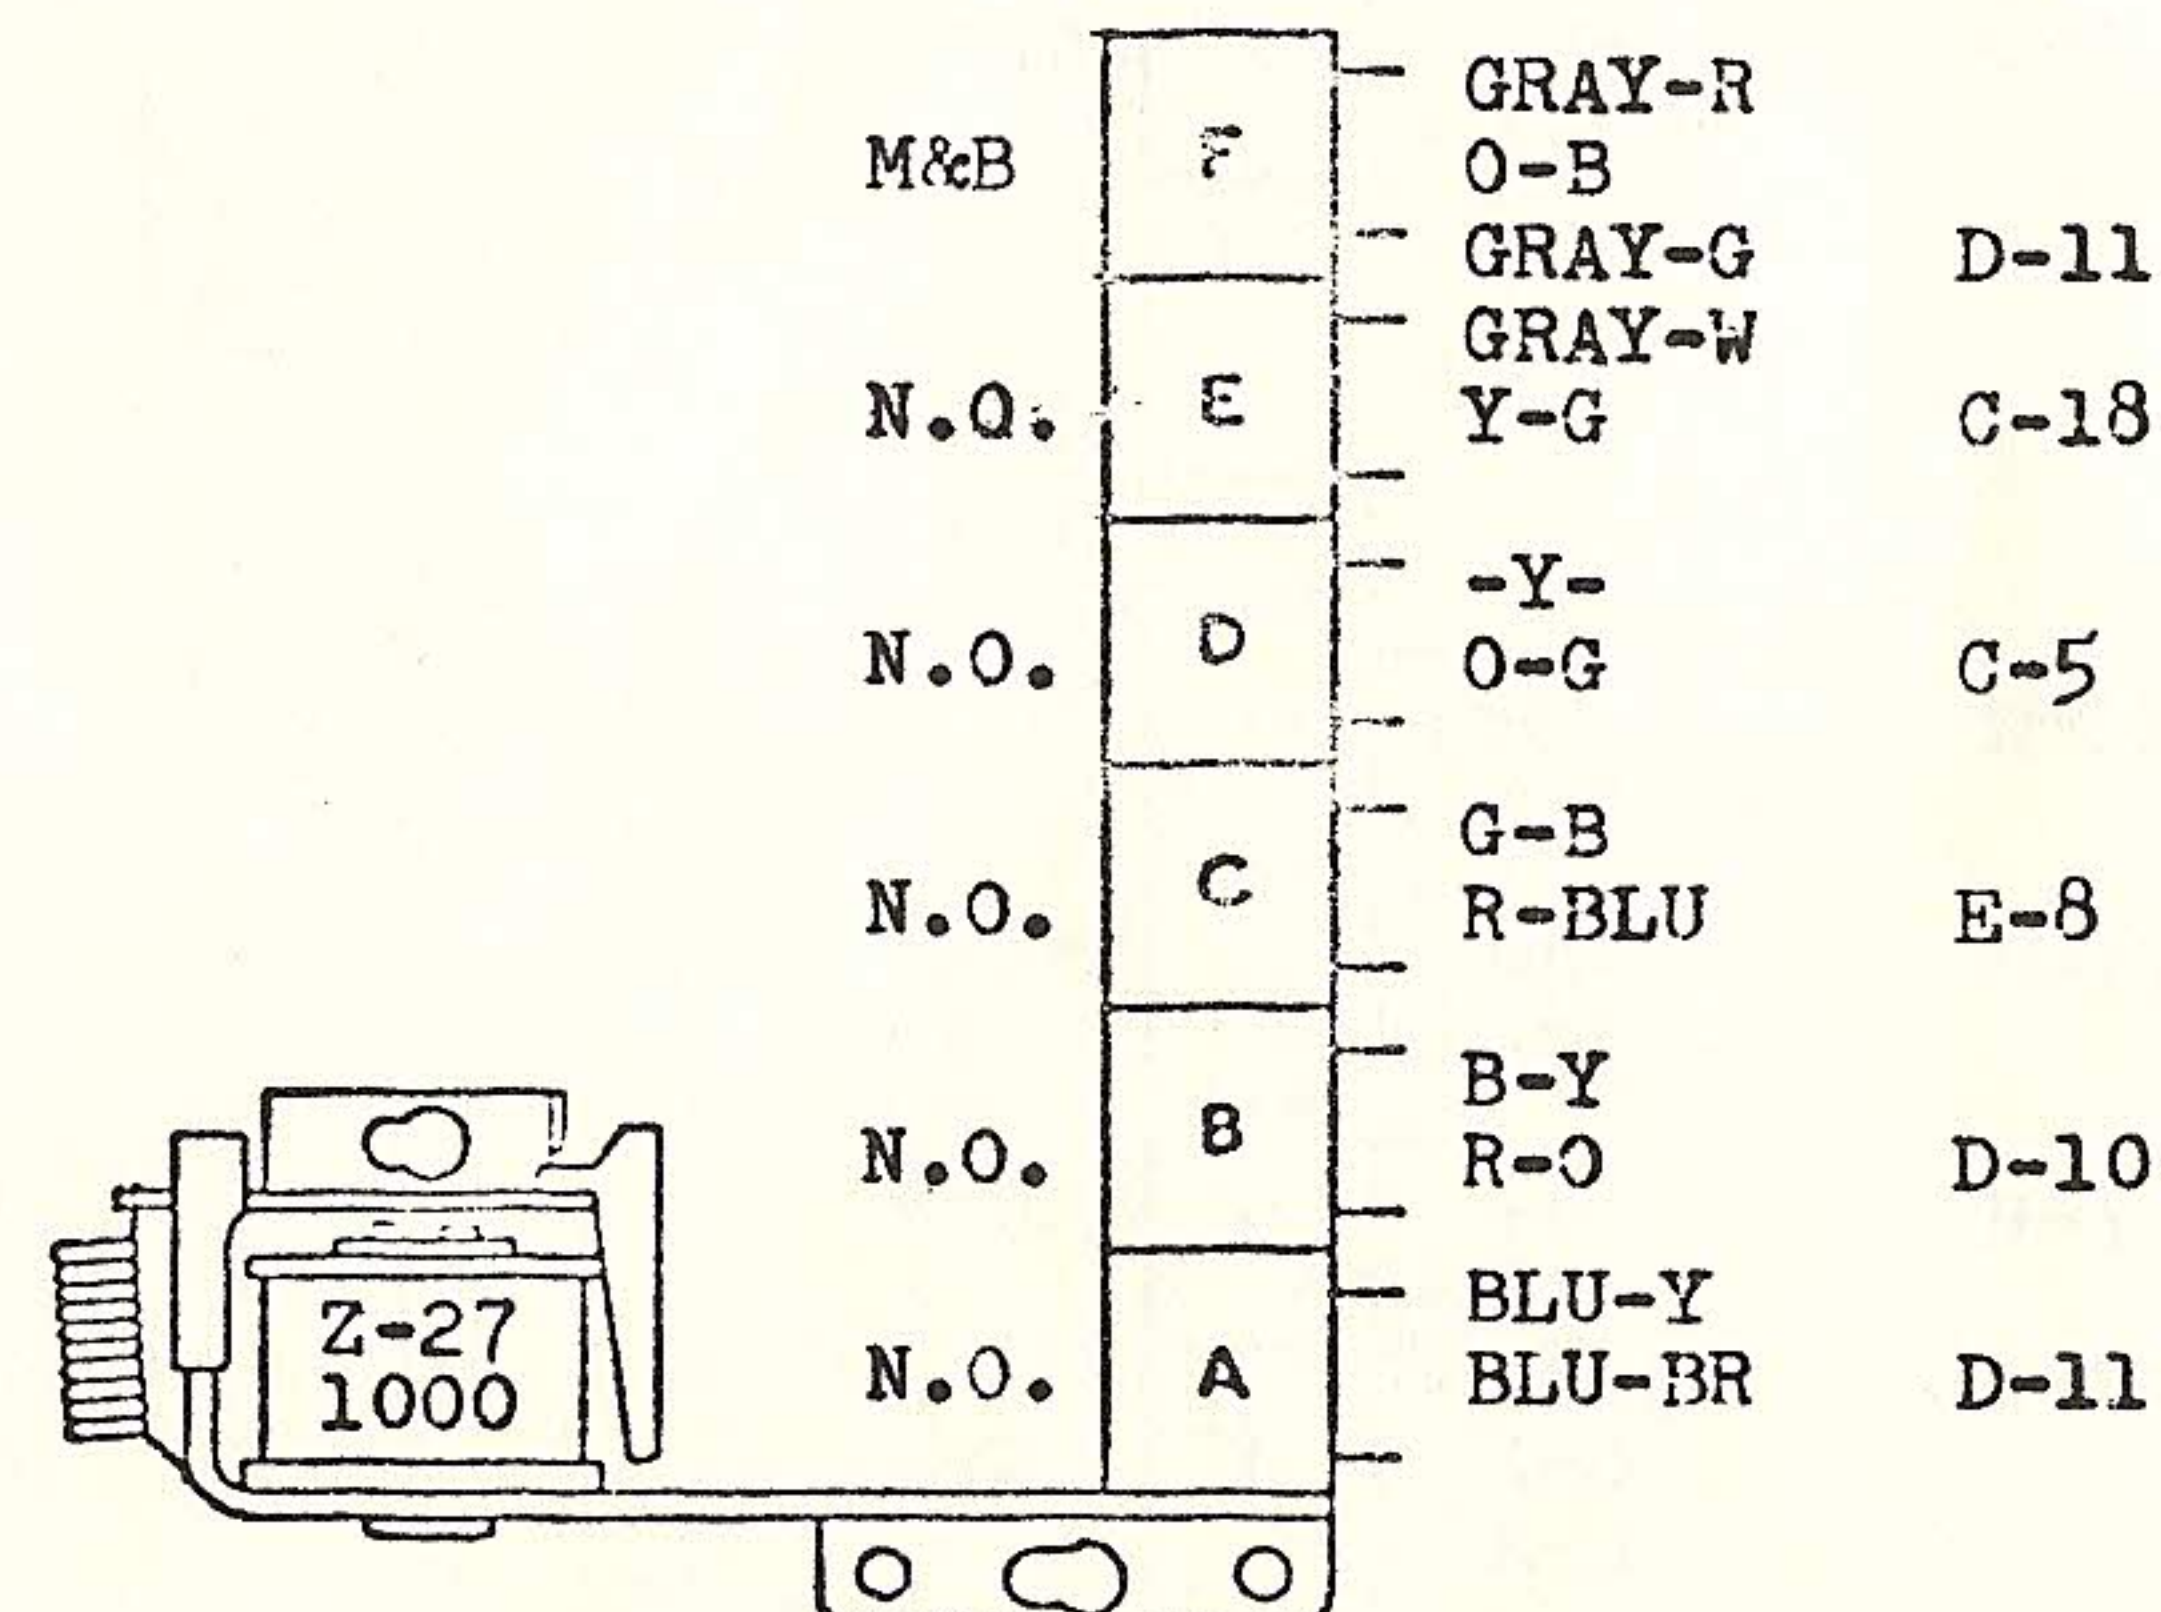 GRAY-R
M&B F O-B
GRAY-G D-11
GRAY-W
N.O. E Y-G C-18
-Y-
N.O. D O-G C-5
G-B
N.O. C R-BLU E-8
B-Y
N.O. B R-O D-10
BLU-Y
Z-27
N.O. A BLU-BR D-11
1000